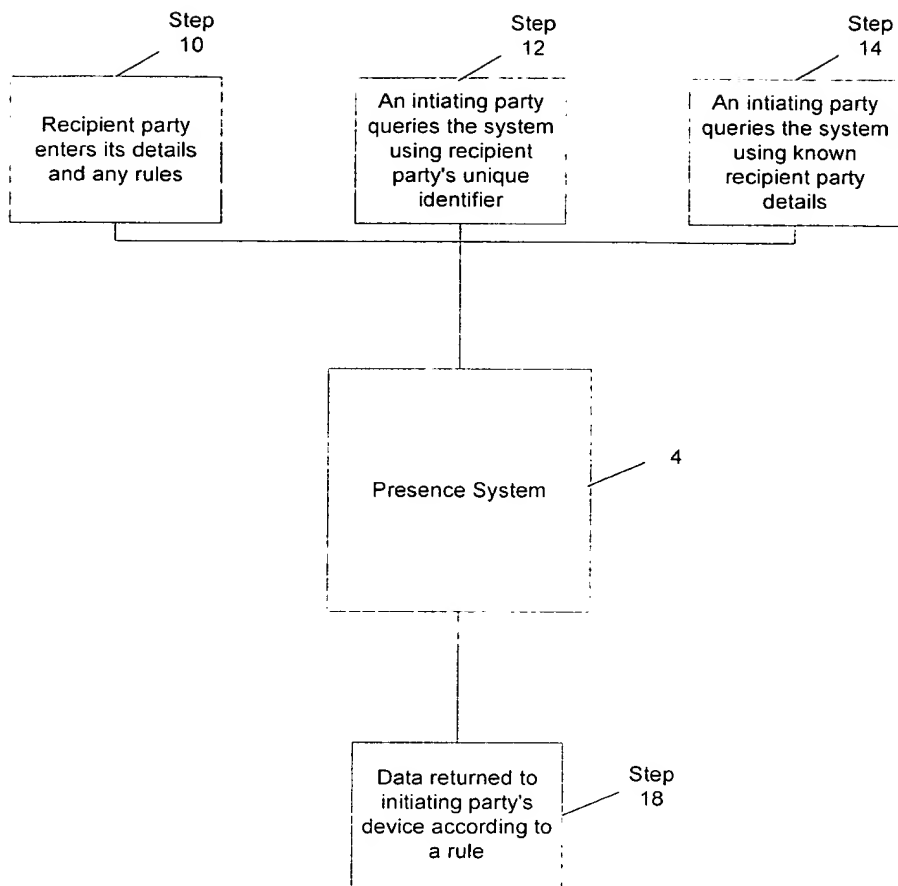 Step
10
Step
12
Step
14
Recipient party
enters its details
and any rules
An intiating party
queries the system
using recipient
party's unique
identifier
An intiating party
queries the system
using known
recipient party
details
Presence System
4
Data returned to
initiating party's
device according to
a rule
Step
18